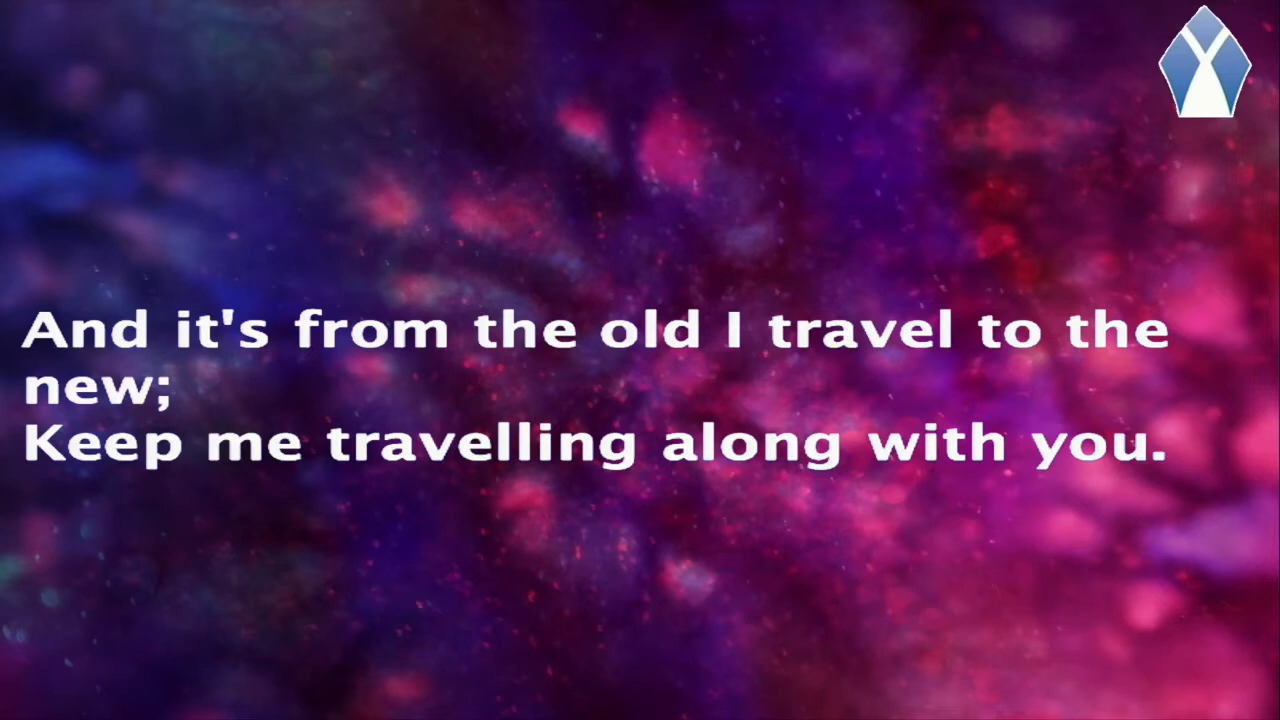 And it's from the old I travel to the
new;
Keep me travelling along with you.